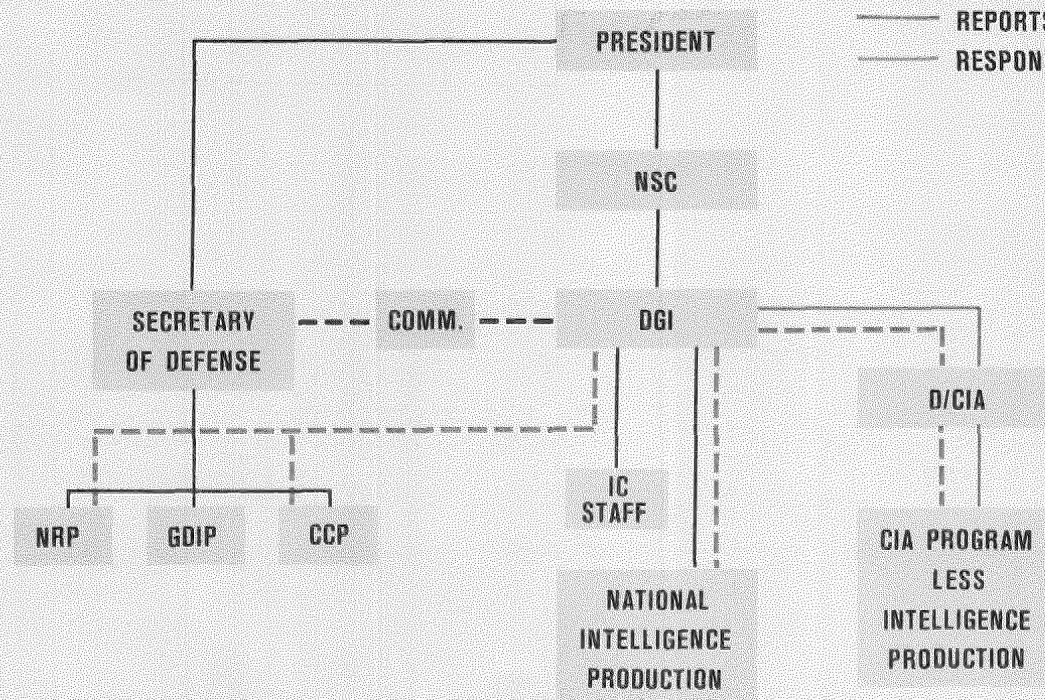 PRESIDENT
REPORTS
RESPON
NSC
SECRETARY
OF DEFENSE
COMM.
DGI
D/CIA
NRP
GDIP
CCP
IC
STAFF
CIA PROGRAM
LESS
INTELLIGENCE
PRODUCTION
NATIONAL
INTELLIGENCE
PRODUCTION